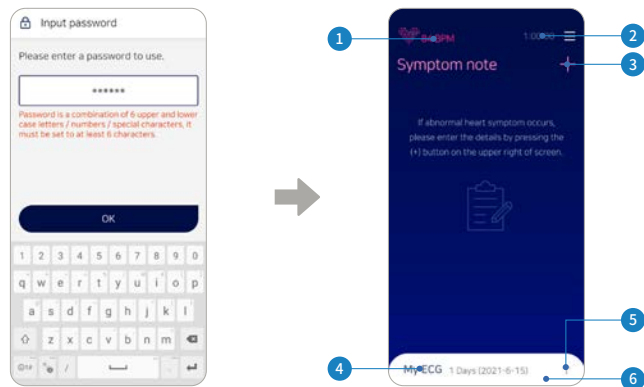 Input password
Please enter a password to use.
******
Password is a combination of 6 upper and lower
case letters / numbers / special characters, it
must be set to at least 6 characters.
OK
1 2 3 4 5 6 7 8 9 0
q w e r t y u i o p
a s d f g h j k l
z x c v b n m
/ .
1
BPM
2
Symptom note
3
If abnormal heart symptom occurs,
please enter the details by pressing the
(+) button on the upper right of screen.
4
My ECG 1 Days (2021-6-15)
5
6